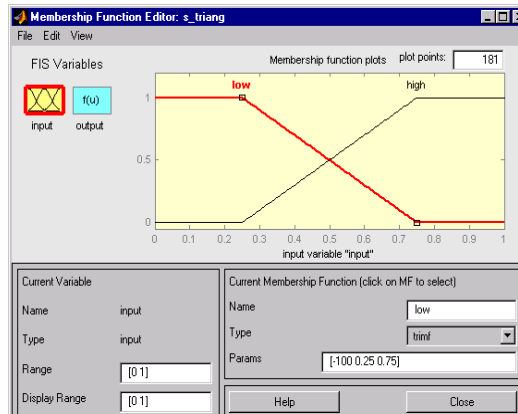 Membership Function Editor: s_triang
File Edit View
FIS Variables
Membership function plots plot points: 181
f(u)
input output
low high
1
0.5
0
0 0.1 0.2 0.3 0.4 0.5 0.6 0.7 0.8 0.9 1
input variable "input"
Current Variable
Name input
Type input
Range [0 1]
Display Range [0 1]
Current Membership Function (click on MF to select)
Name low
Type trimf
Params [-100 0.25 0.75]
Help Close